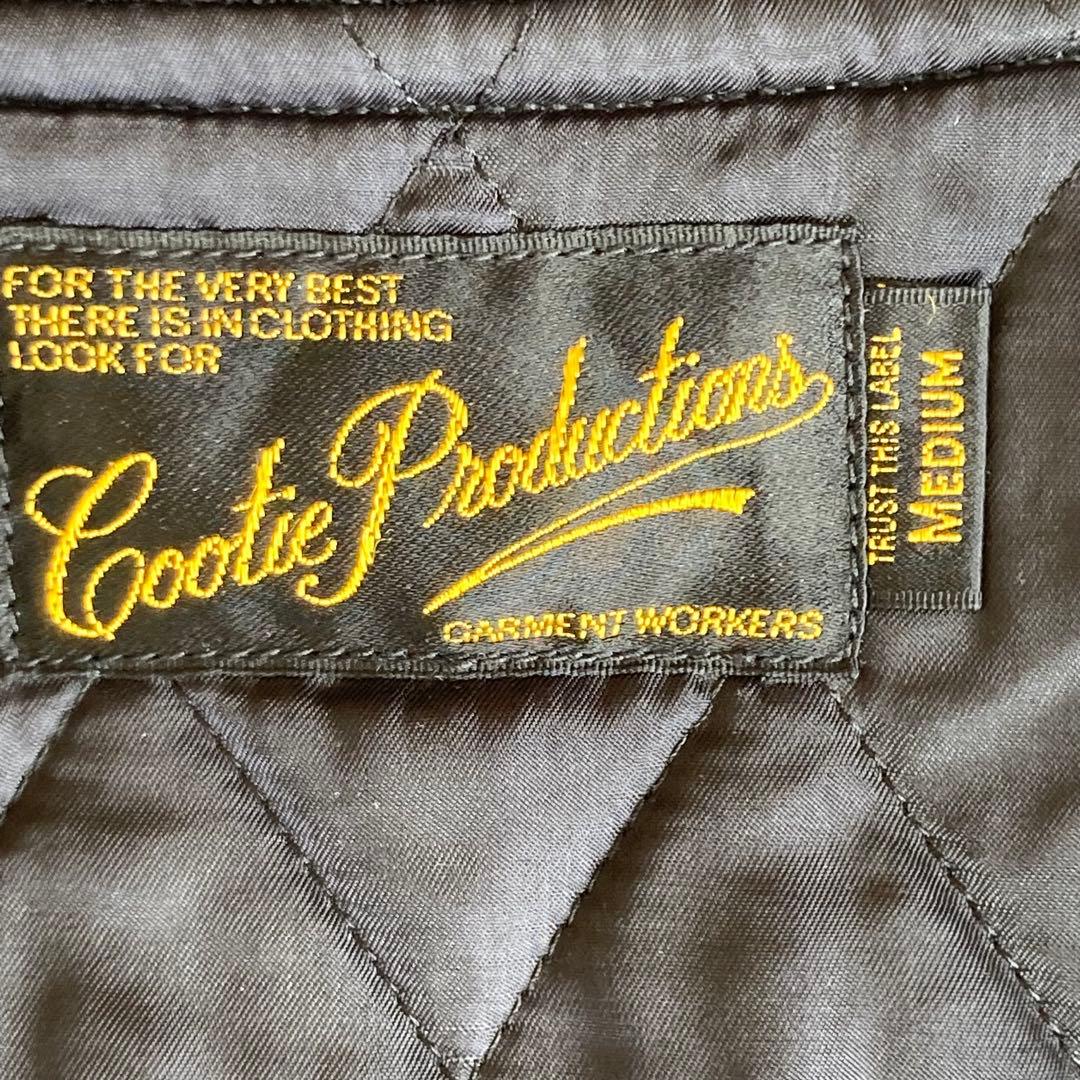 FOR THE VERY BEST
THERE IS IN CLOTHING
LOOK FOR
Cootie Productions
GARMENT WORKERS
TRUST THIS LABEL
MEDIUM